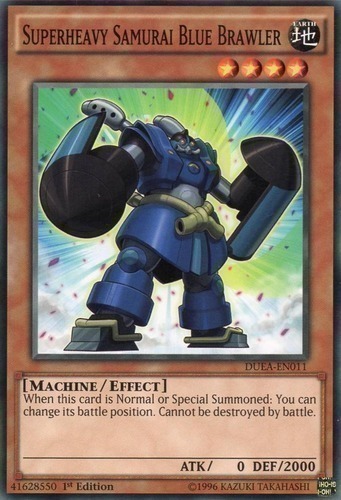 SUPERHEAVY SAMURAI BLUE BRAWLER
EARTH
地
DUEA-EN011
[MACHINE / EFFECT]
When this card is Normal or Special Summoned: You can
change its battle position. Cannot be destroyed by battle.
ATK/ 0 DEF/2000
41628550 1st Edition ©1996 KAZUKI TAKAHASHI